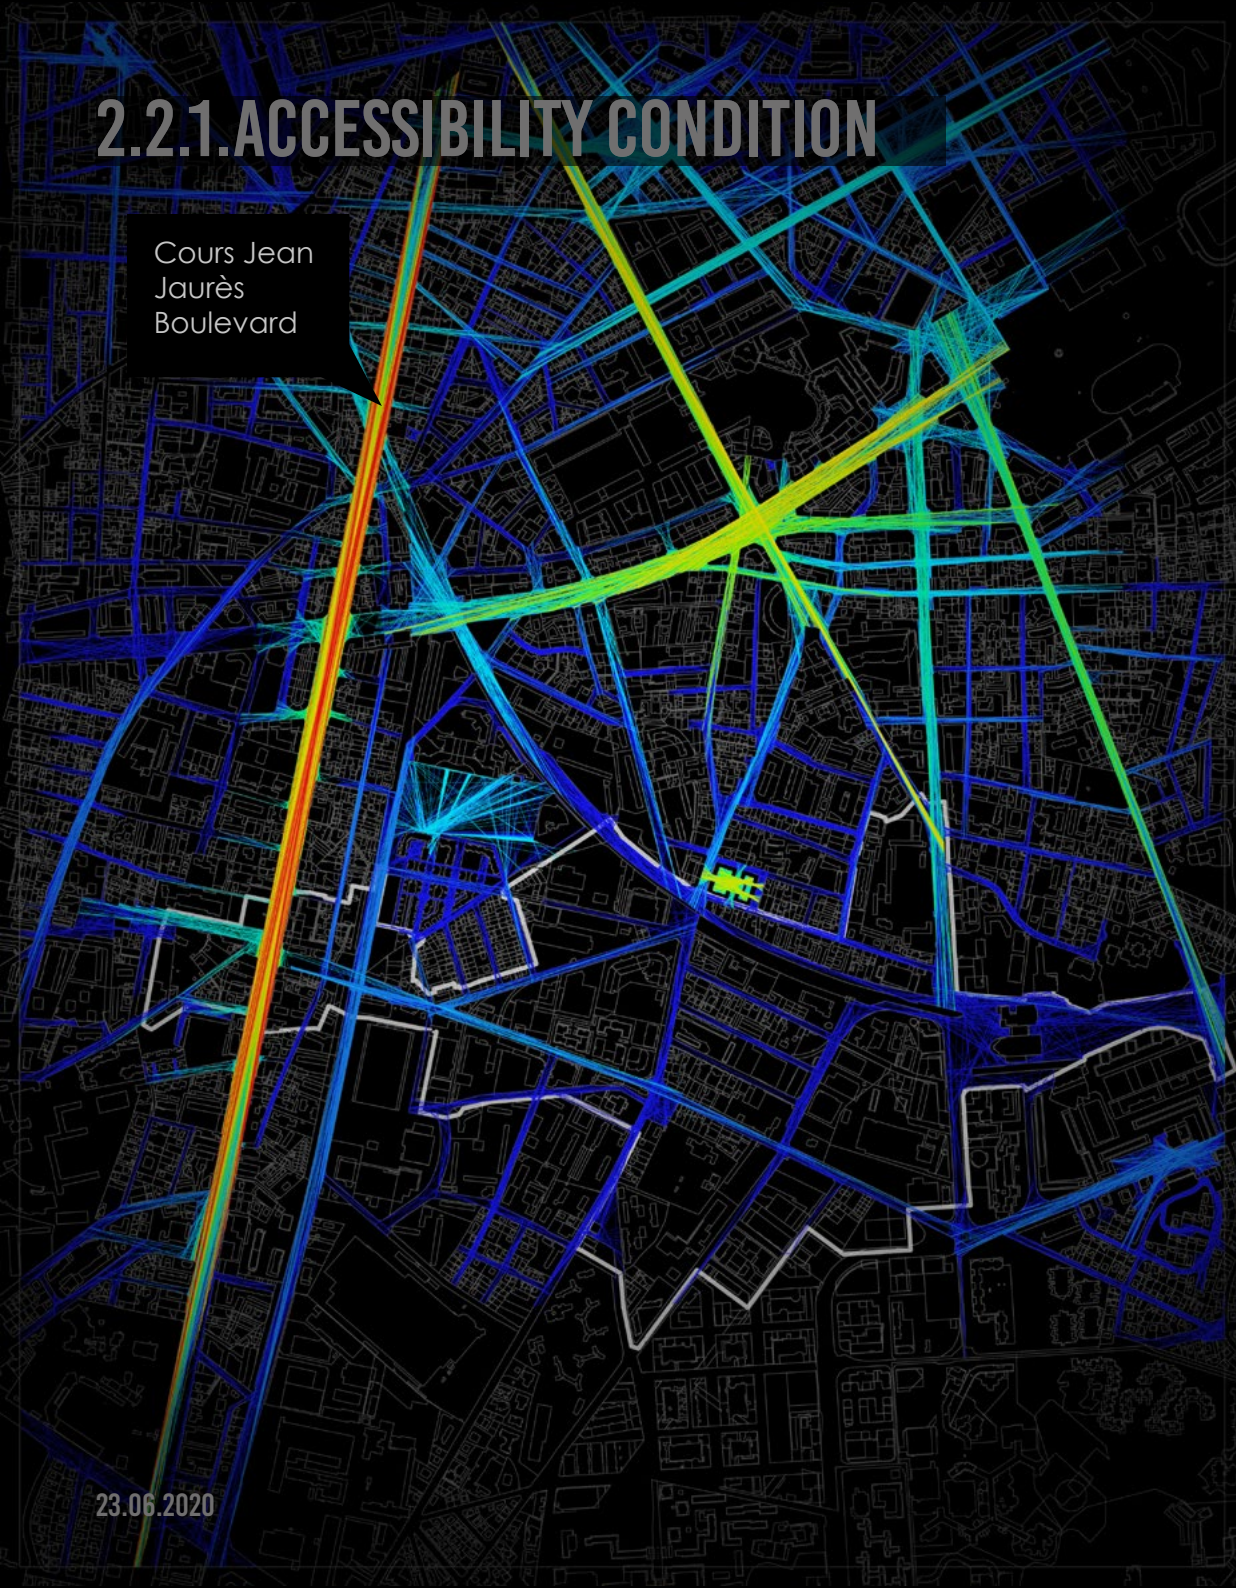 2.2.1.ACCESSIBILITY CONDITION
Cours Jean
Jaurès
Boulevard
23.06.2020